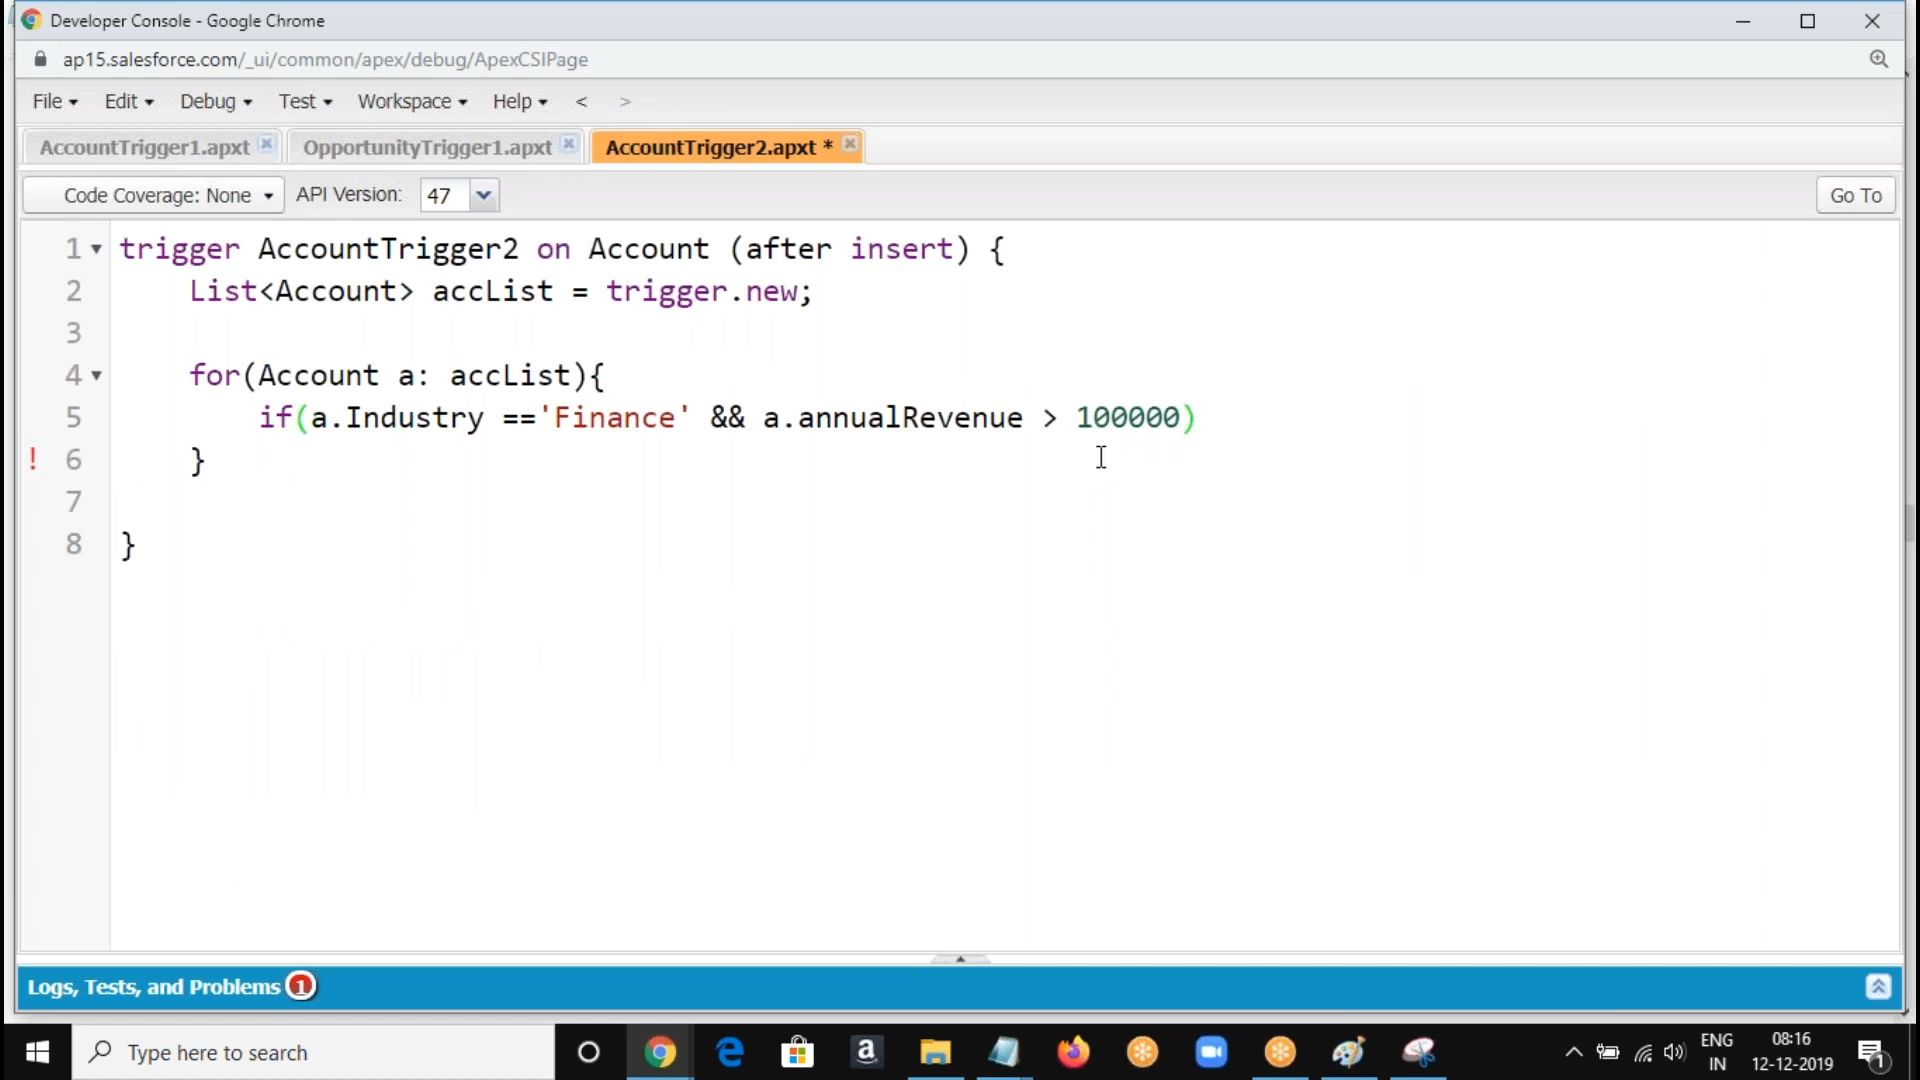 Developer Console - Google Chrome
ap15.salesforce.com/_ui/common/apex/debug/ApexCSIPage
File Edit Debug Test Workspace Help < >
AccountTrigger1.apxt OpportunityTrigger1.apxt AccountTrigger2.apxt *
Code Coverage: None API Version: 47 Go To
1 trigger AccountTrigger2 on Account (after insert) {
2 List<Account> accList = trigger.new;
3
4 for(Account a: accList){
5 if(a.Industry =='Finance' && a.annualRevenue > 100000)
! 6 }
7
8 }
Logs, Tests, and Problems 1
Type here to search
a
ENG
IN
08:16
12-12-2019
1